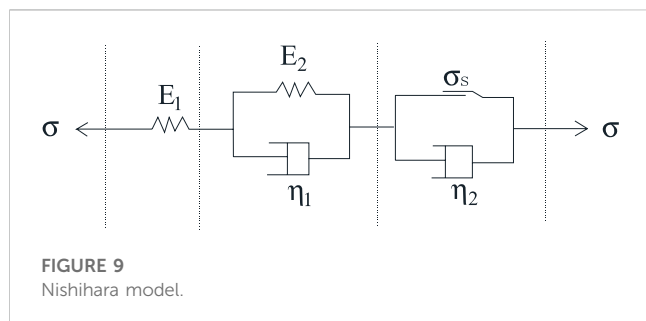 E₂
σₛ
E₁
σ
σ
η₁
η₂
FIGURE 9
Nishihara model.